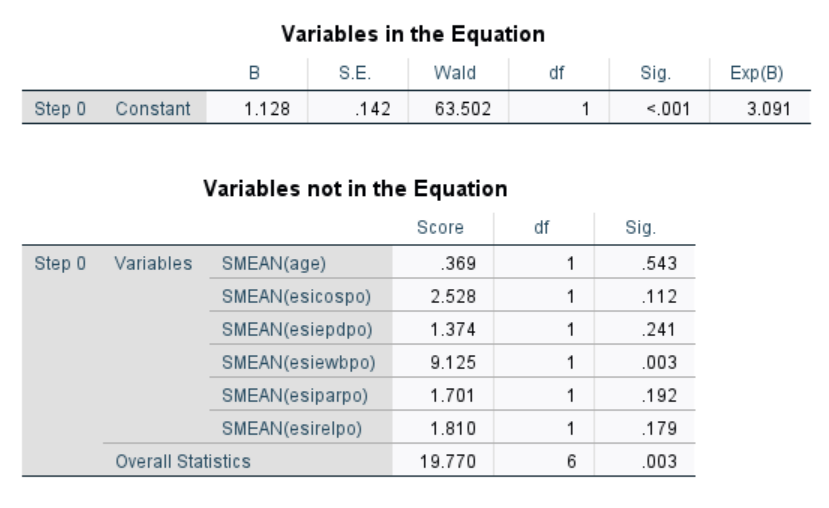 Variables in the Equation
B S.E. Wald df Sig. Exp(B)
Step 0 Constant 1.128 .142 63.502 1 <.001 3.091
Variables not in the Equation
Score df Sig.
Step 0 Variables SMEAN(age) .369 1 .543
SMEAN(esicospo) 2.528 1 .112
SMEAN(esiepdpo) 1.374 1 .241
SMEAN(esiewbpo) 9.125 1 .003
SMEAN(esiparpo) 1.701 1 .192
SMEAN(esirelpo) 1.810 1 .179
Overall Statistics 19.770 6 .003